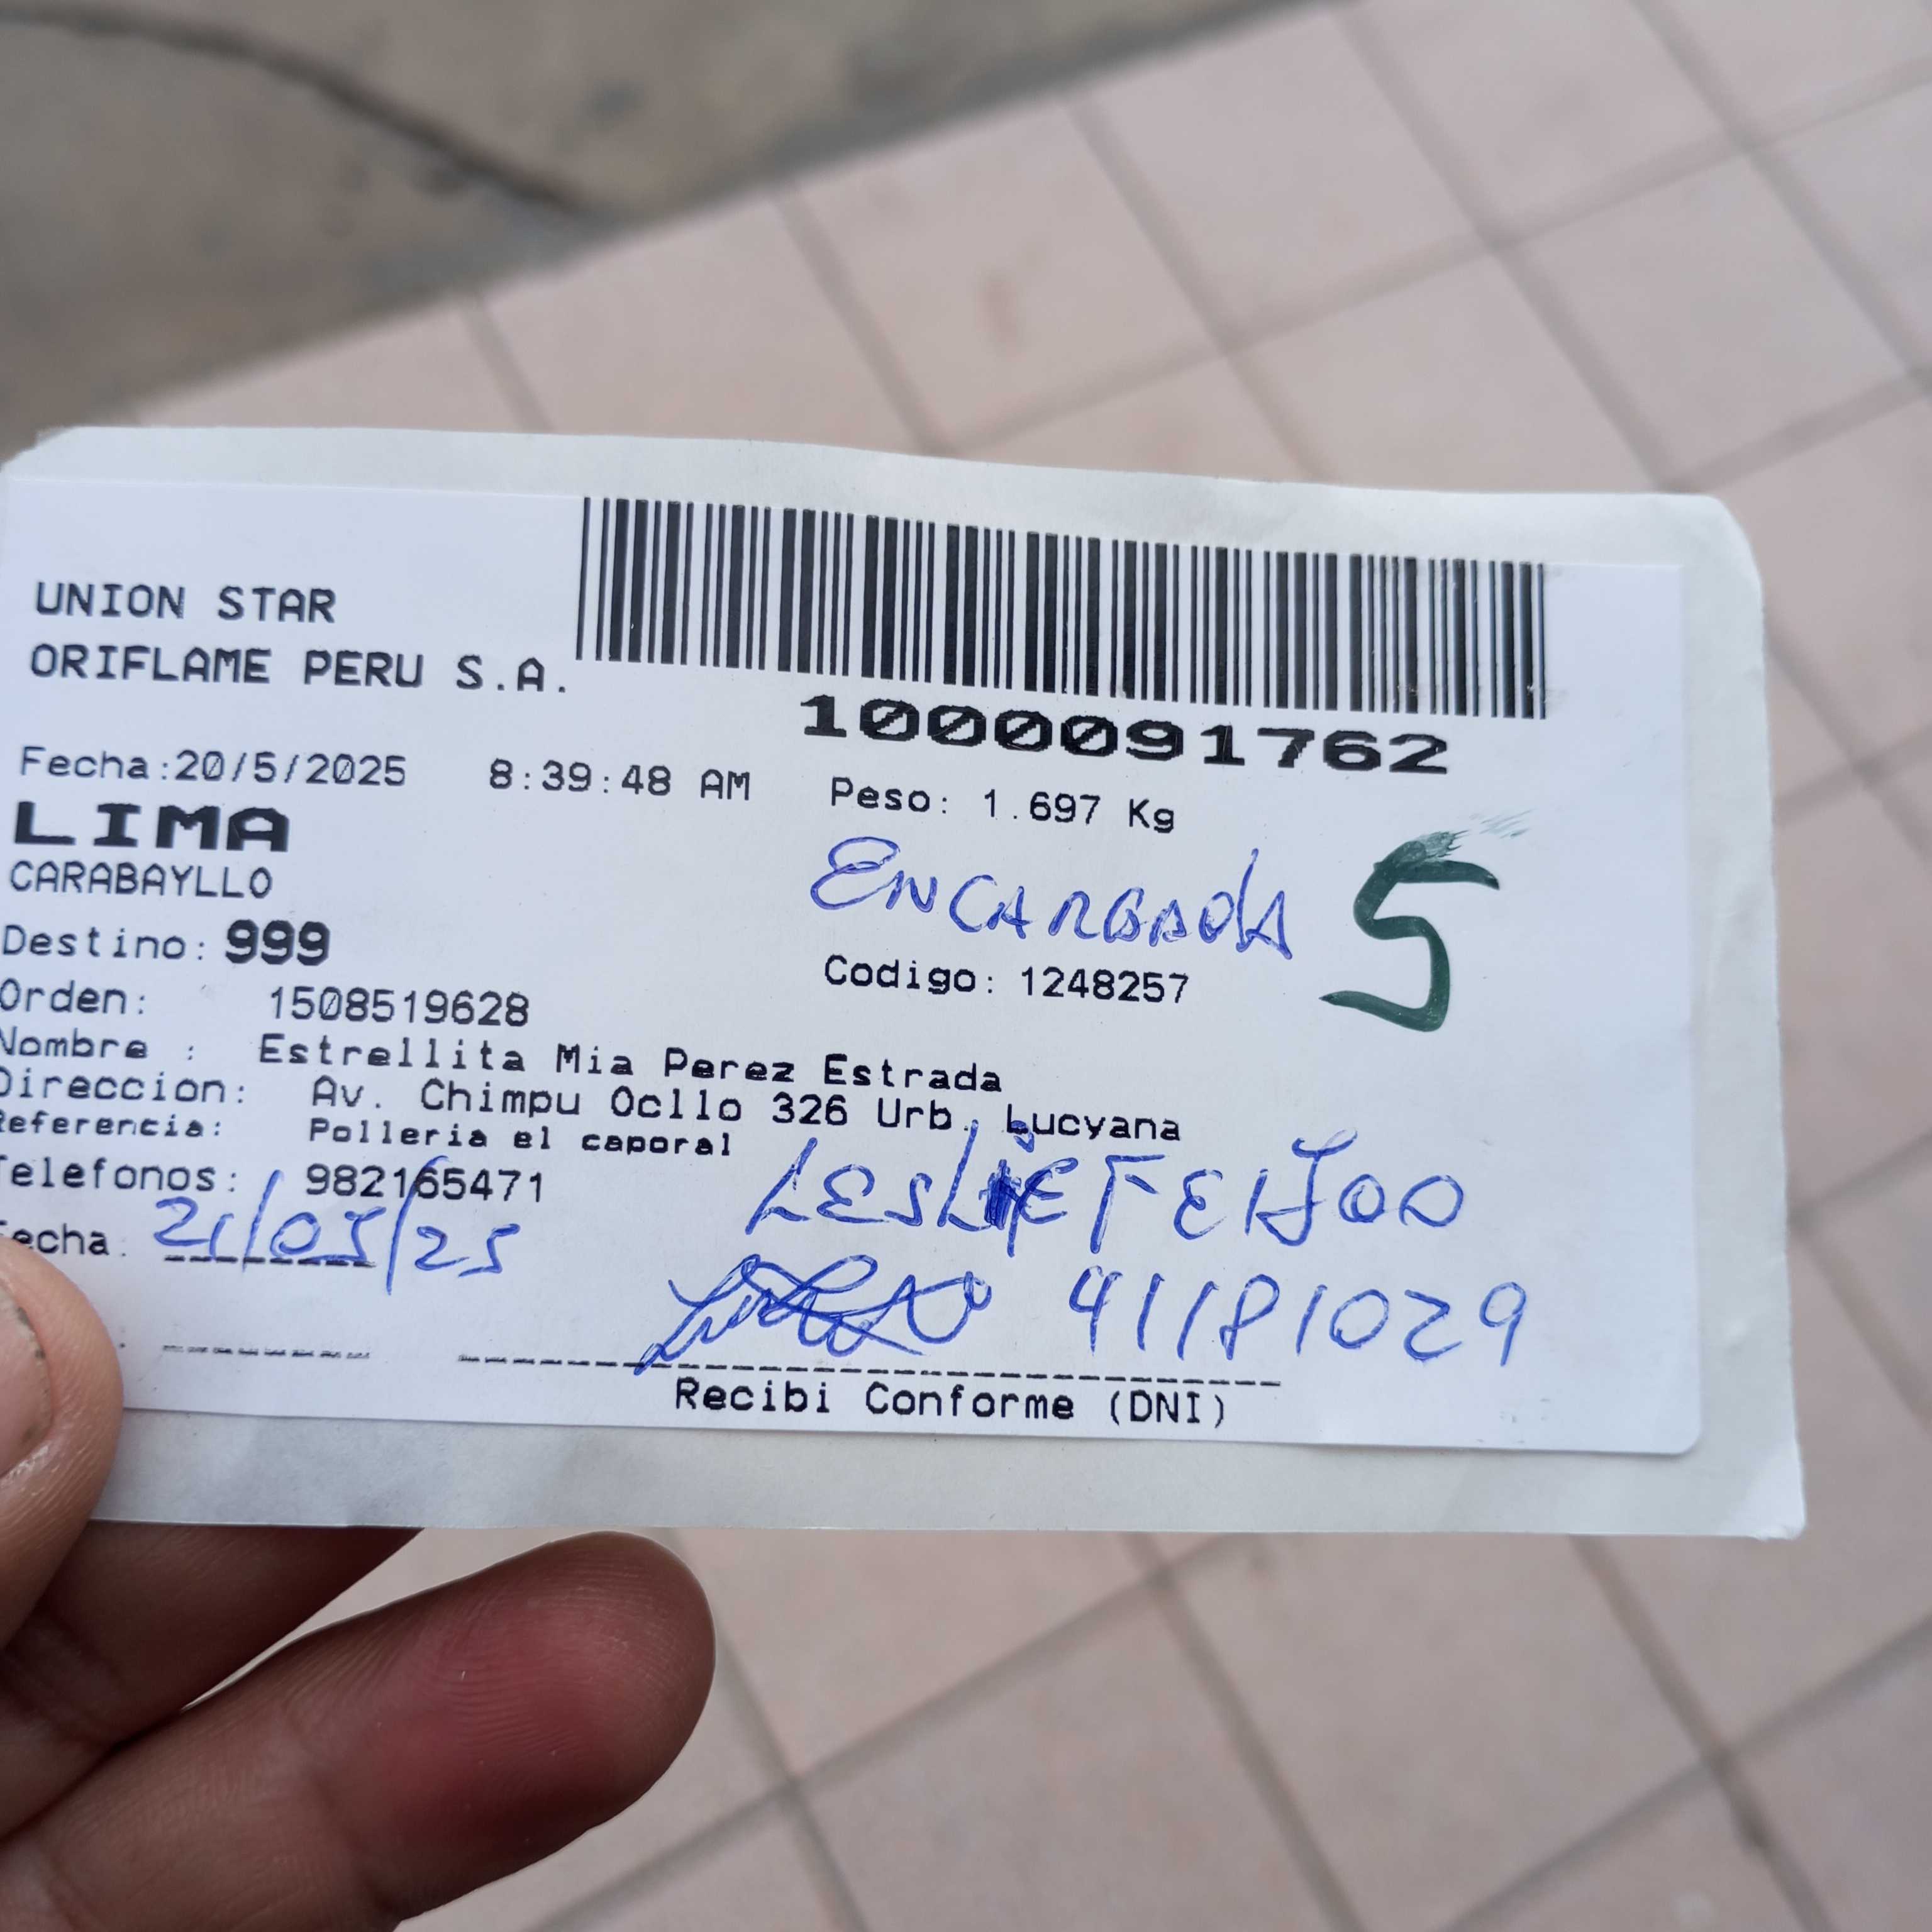 UNION STAR
ORIFLAME PERU S.A.
1000091762
Fecha:20/5/2025 8:39:48 AM Peso: 1.697 Kg
LIMA
CARABAYLLO
ENCARGADA 5
Destino: 999
Codigo: 1248257
Orden: 1508519628
Nombre : Estrellita Mia Perez Estrada
Direccion: Av. Chimpu Ocllo 326 Urb. Lucyana
Referencia: Polleria el caporal
Telefonos: 982165471
LESLIE FEIJOO
Fecha: 21/05/25
41181029
Recibi Conforme (DNI)